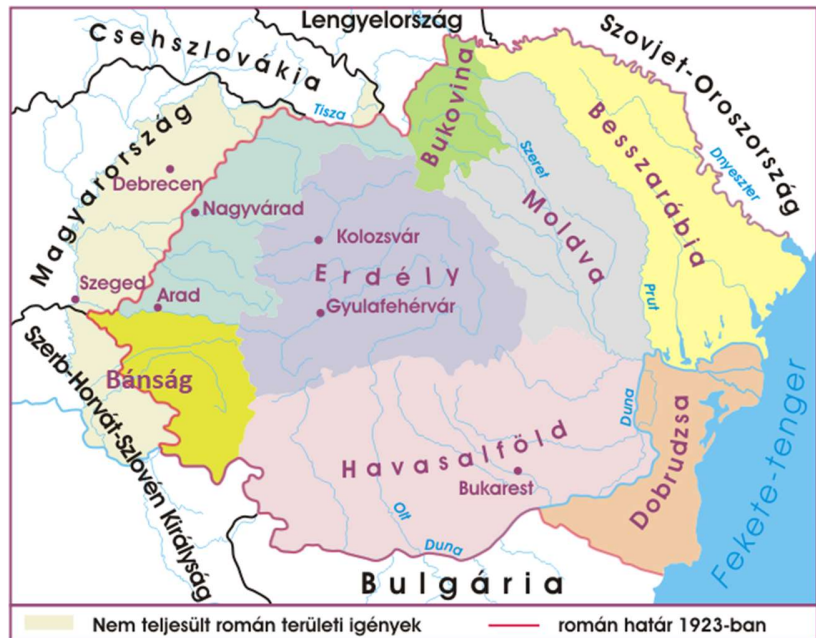 Lengyelország
Csehszlovákia
Szovjet-Oroszország
Tisza
Bukovina
Besszarábia
Dnyeszter
Szeret
Magyarország
Debrecen
Nagyvárad
Kolozsvár
Moldva
Erdély
Szeged
Arad
Gyulafehérvár
Prut
Szerb-Horvát-Szlovén Királyság
Bánság
Duna
Fekete-tenger
Havasalföld
Dobrudzsa
Bukarest
Olt
Duna
Bulgária
Nem teljesült román területi igények
román határ 1923-ban